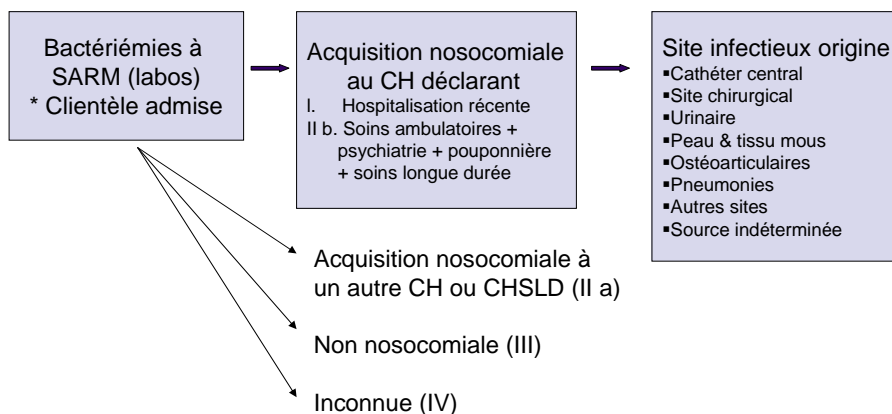 Bactériémies à
SARM (labos)
* Clientèle admise
Acquisition nosocomiale
au CH déclarant
I. Hospitalisation récente
II b. Soins ambulatoires +
psychiatrie + pouponnière
+ soins longue durée
Site infectieux origine
▪Cathéter central
▪Site chirurgical
▪Urinaire
▪Peau & tissu mous
▪Ostéoarticulaires
▪Pneumonies
▪Autres sites
▪Source indéterminée
Acquisition nosocomiale à
un autre CH ou CHSLD (II a)
Non nosocomiale (III)
Inconnue (IV)